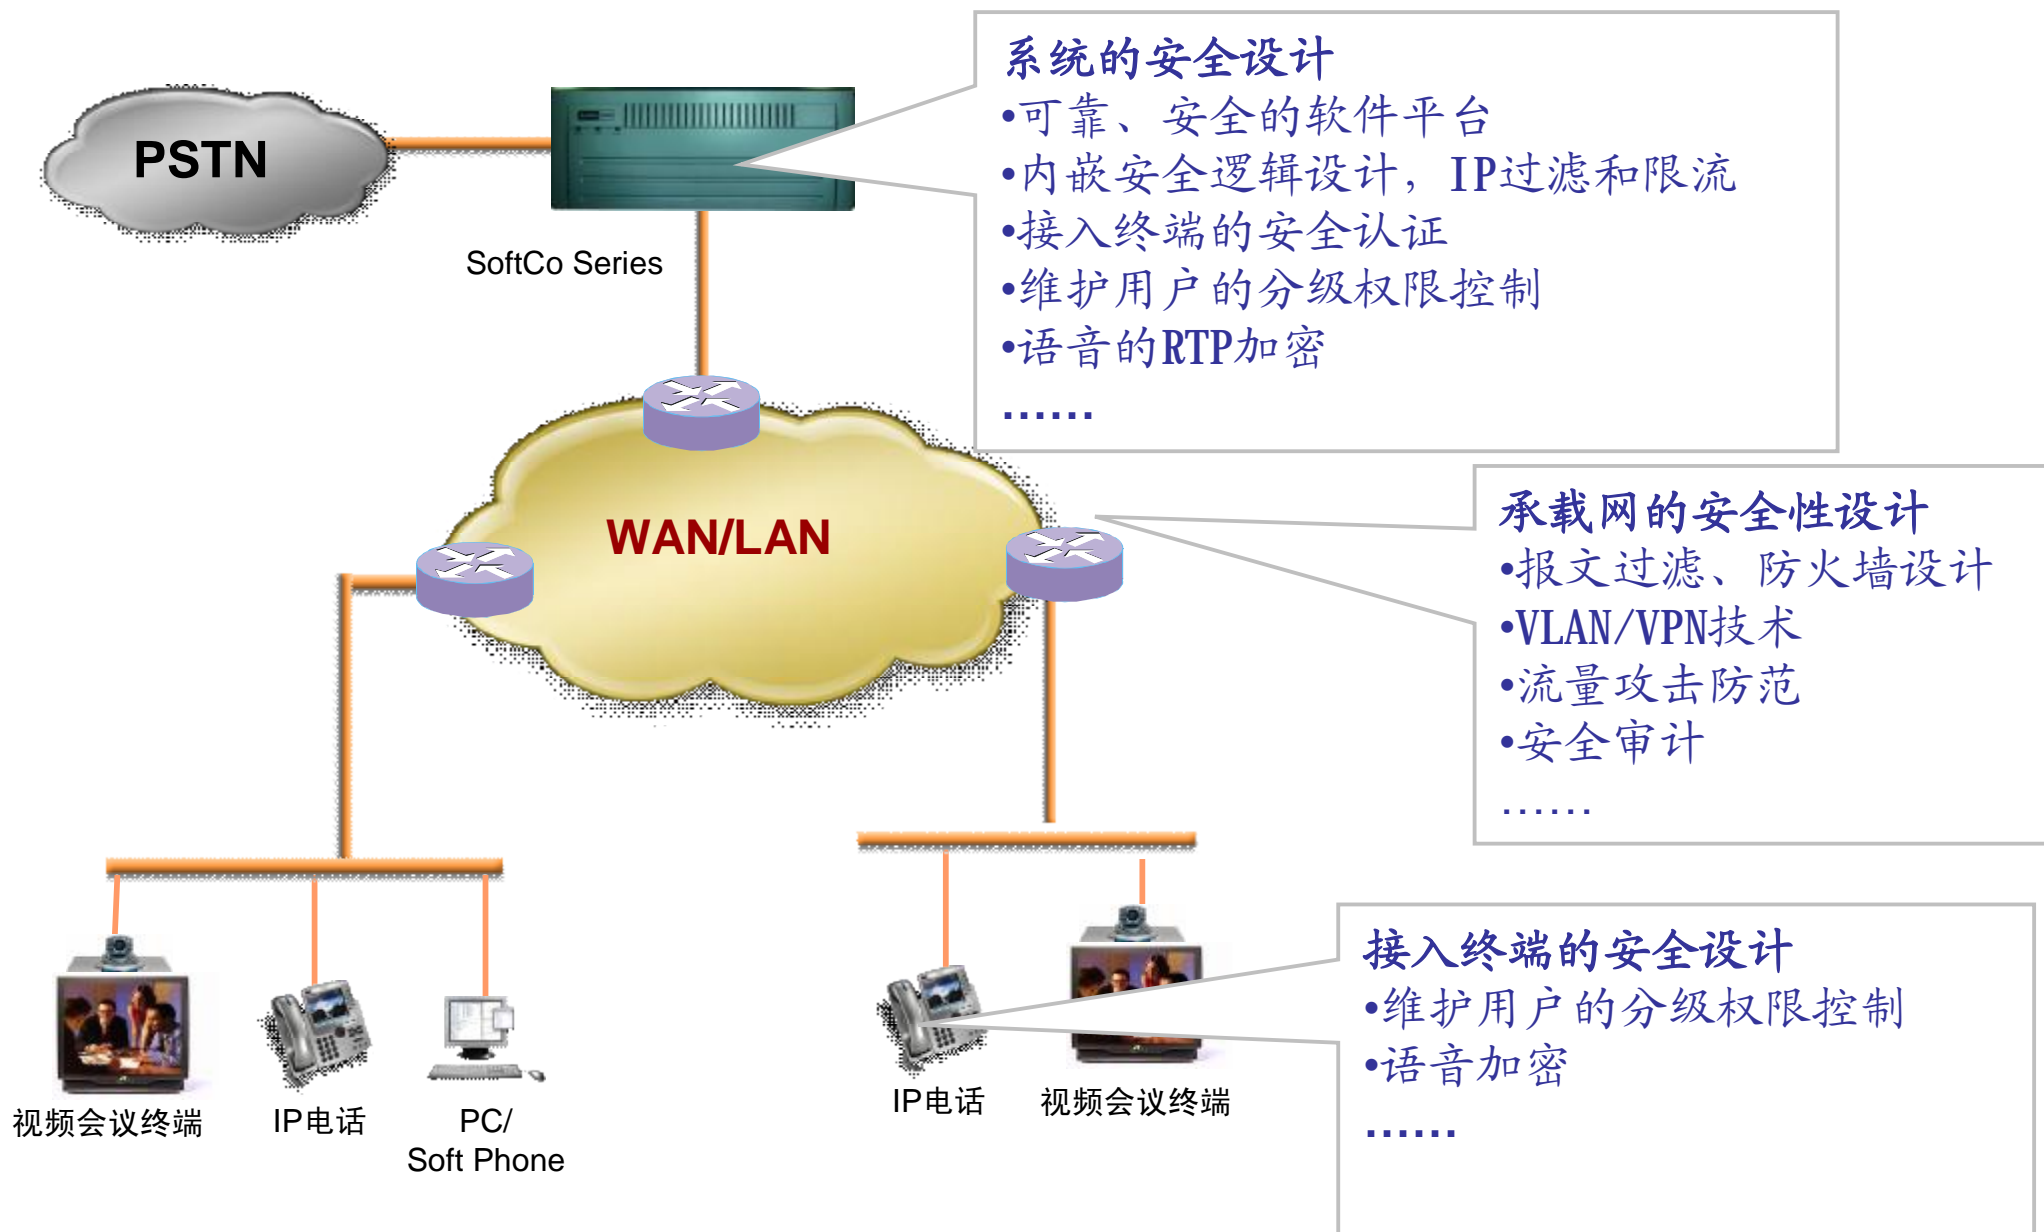 系统的安全设计
•可靠、安全的软件平台
•内嵌安全逻辑设计，IP过滤和限流
•接入终端的安全认证
•维护用户的分级权限控制
•语音的RTP加密
……
PSTN
SoftCo Series
WAN/LAN
承载网的安全性设计
•报文过滤、防火墙设计
•VLAN/VPN技术
•流量攻击防范
•安全审计
……
接入终端的安全设计
•维护用户的分级权限控制
•语音加密
……
视频会议终端
IP电话
PC/
Soft Phone
IP电话
视频会议终端